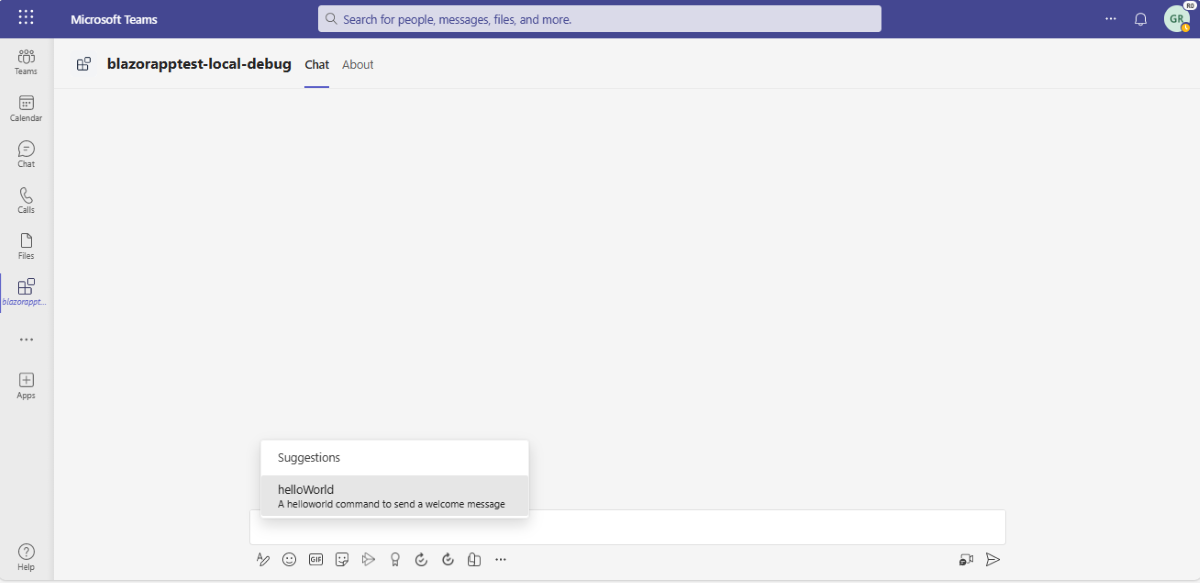 Microsoft Teams
Search for people, messages, files, and more.
GR
Teams
Calendar
Chat
Calls
Files
blazorappt...
Apps
Help
blazorapptest-local-debug
Chat
About
Suggestions
helloWorld
A helloworld command to send a welcome message
GIF